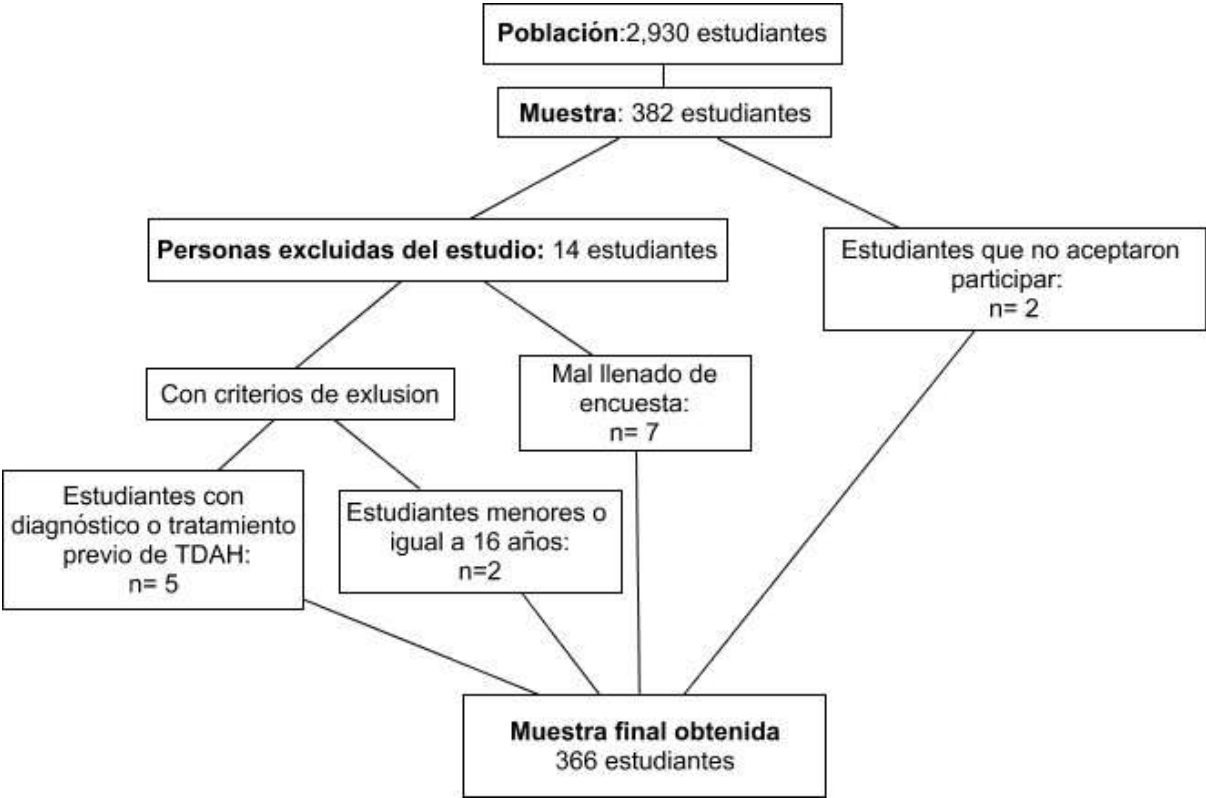 Población:2,930 estudiantes
Muestra: 382 estudiantes
Personas excluidas del estudio: 14 estudiantes
Estudiantes que no aceptaron
participar:
n= 2
Con criterios de exlusion
Mal llenado de
encuesta:
n= 7
Estudiantes con
diagnóstico o tratamiento
previo de TDAH:
n= 5
Estudiantes menores o
igual a 16 años:
n=2
Muestra final obtenida
366 estudiantes